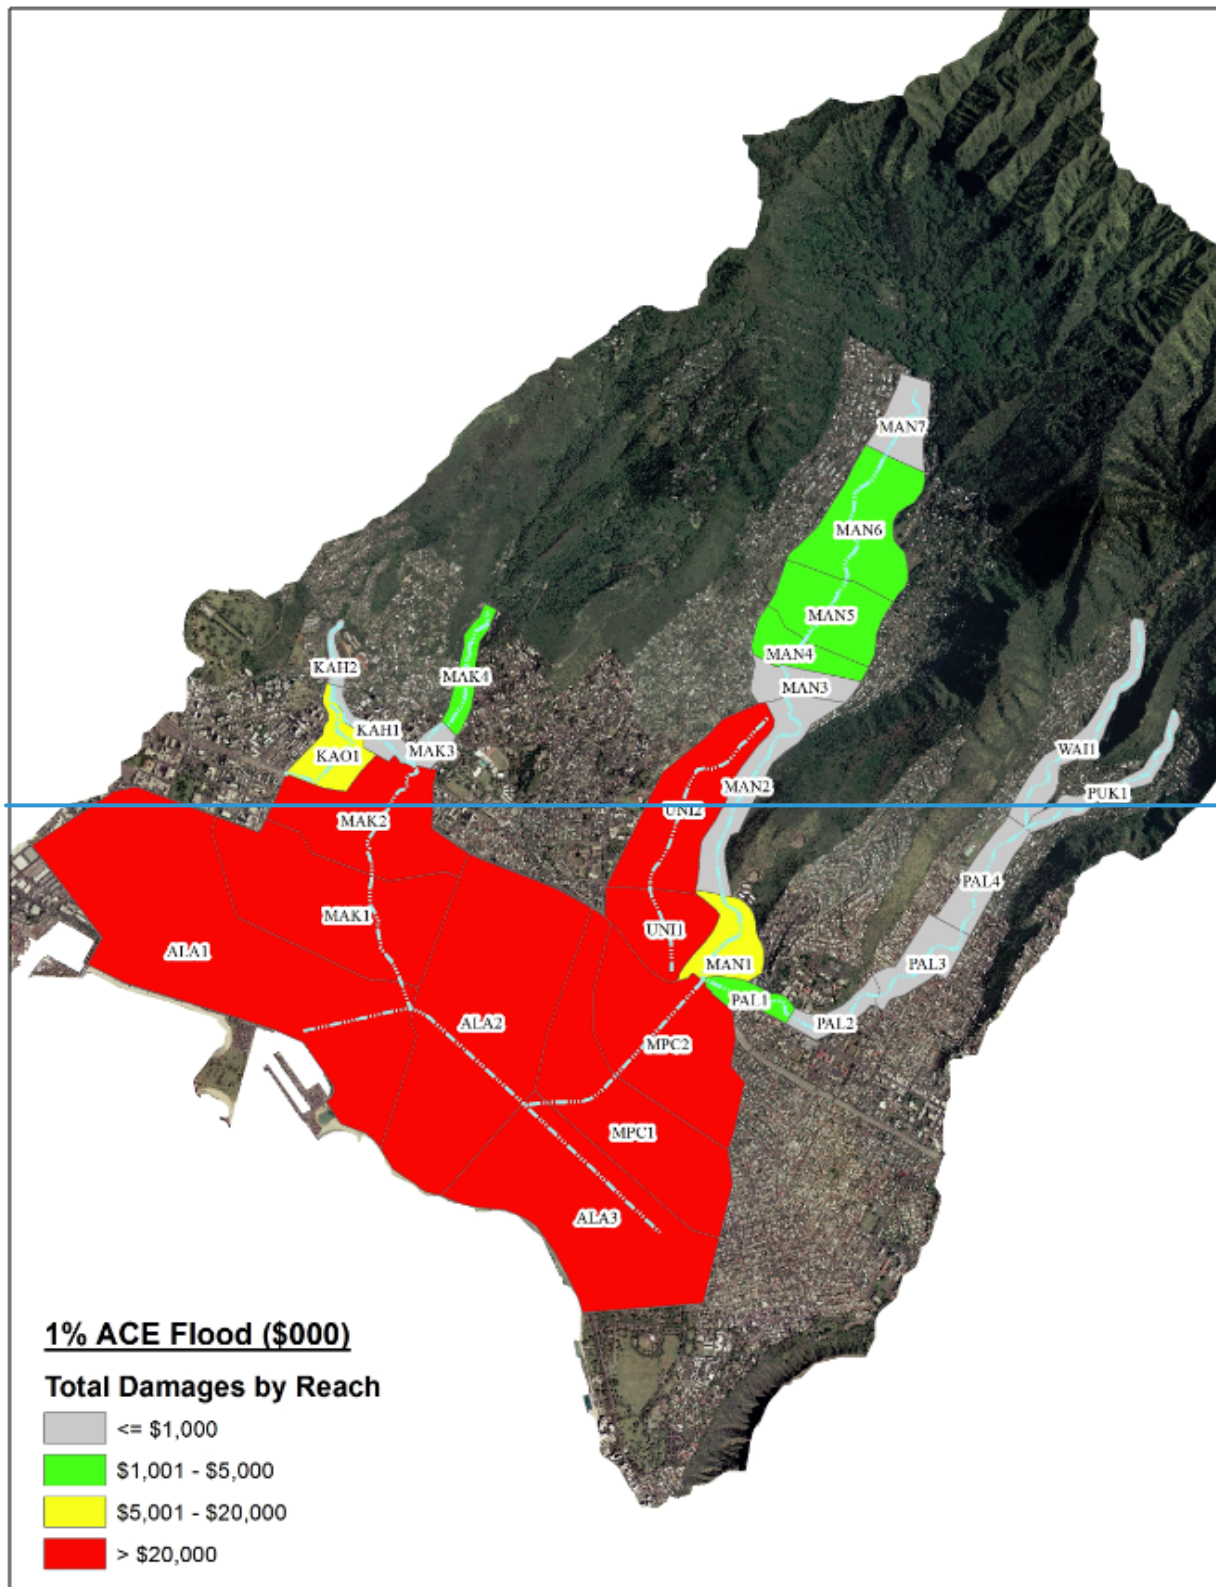 MAN7
MAN6
MAN5
MAN4
MAN3
KAH2
MAK4
KAH1
MAK3
KAO1
WAI1
PUK1
MAN2
UNI2
MAK2
PAL4
MAK1
UNI1
ALA1
MAN1
PAL3
PAL1
PAL2
ALA2
MPC2
MPC1
ALA3
1% ACE Flood ($000)
Total Damages by Reach
<= $1,000
$1,001 - $5,000
$5,001 - $20,000
> $20,000